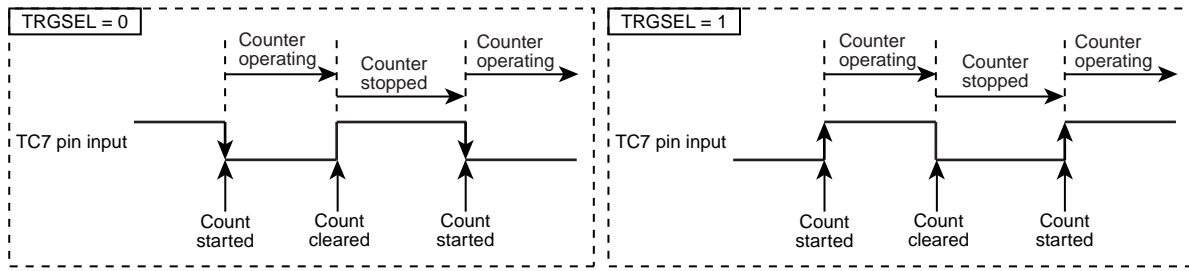 TRGSEL = 0
Counter
operating
Counter
stopped
Counter
operating
TC7 pin input
Count
started
Count
cleared
Count
started
TRGSEL = 1
Counter
operating
Counter
stopped
Counter
operating
TC7 pin input
Count
started
Count
cleared
Count
started